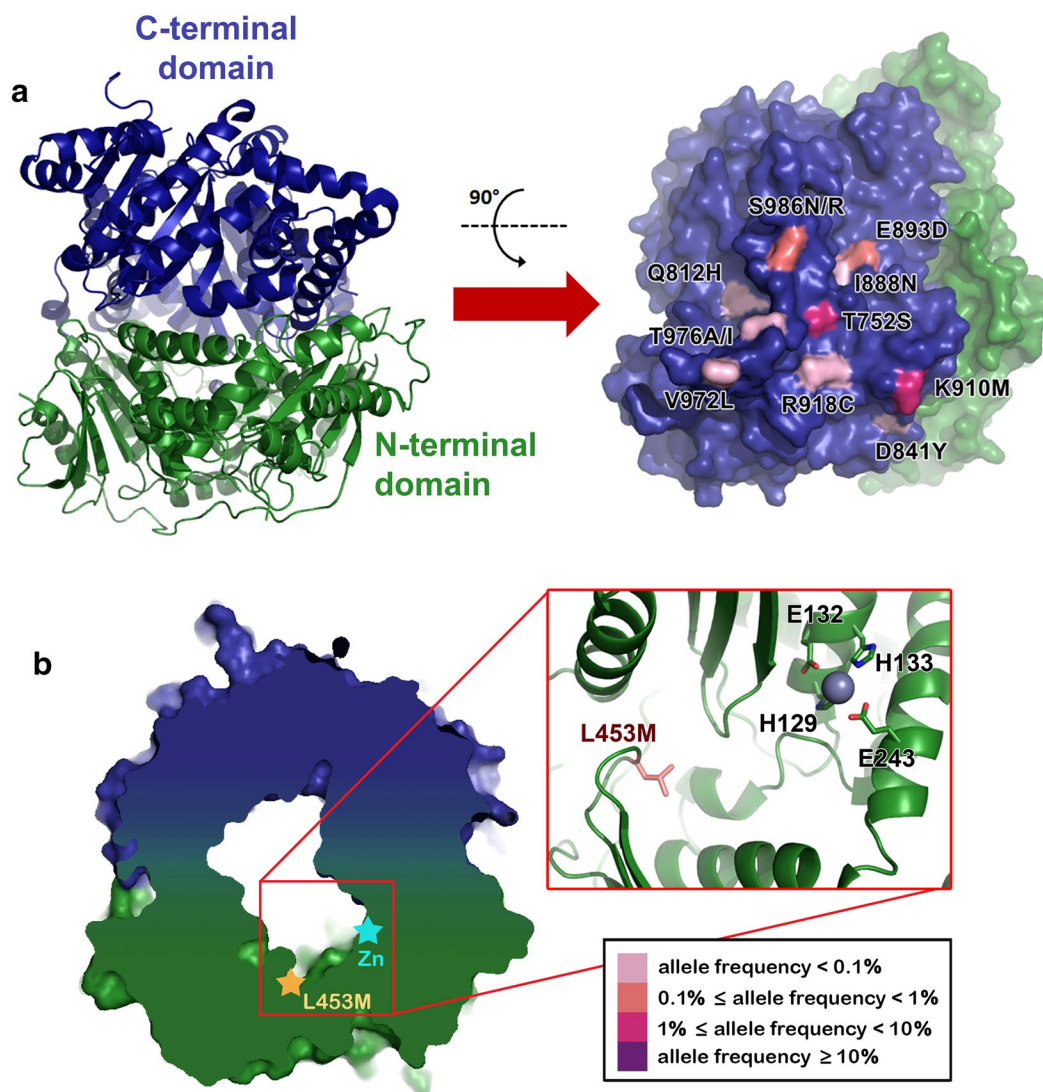 C-terminal
domain
a
90°
N-terminal
domain
S986N/R
E893D
Q812H
I888N
T976A/I
T752S
V972L
R918C
K910M
D841Y
b
Zn
L453M
E132
H133
H129
L453M
E243
allele frequency < 0.1%
0.1% ≤ allele frequency < 1%
1% ≤ allele frequency < 10%
allele frequency ≥ 10%